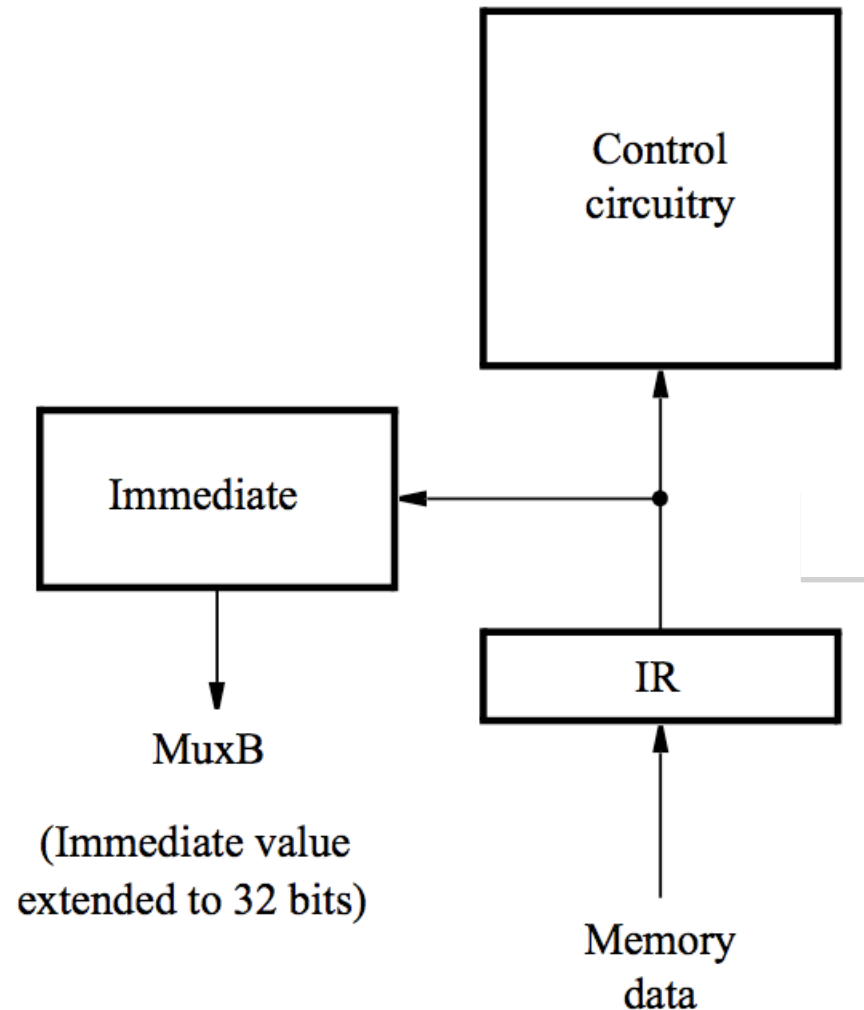 Control
circuitry
Immediate
IR
MuxB
(Immediate value
extended to 32 bits)
Memory
data